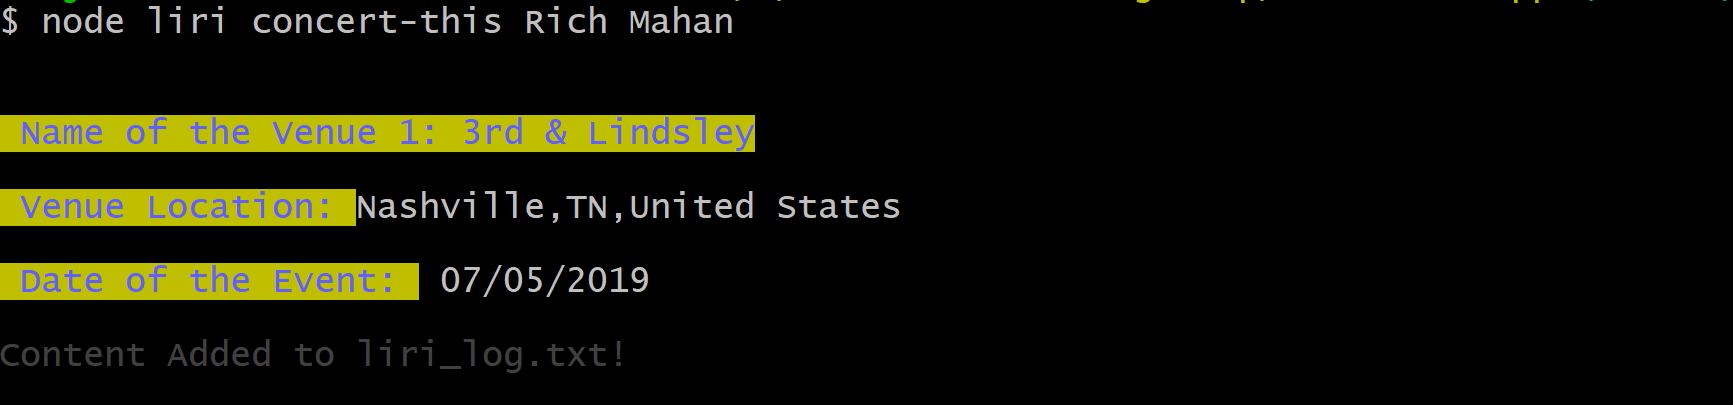 $ node liri concert-this Rich Mahan
Name of the Venue 1: 3rd & Lindsley
Venue Location: Nashville,TN,United States
Date of the Event:  07/05/2019
Content Added to liri_log.txt!